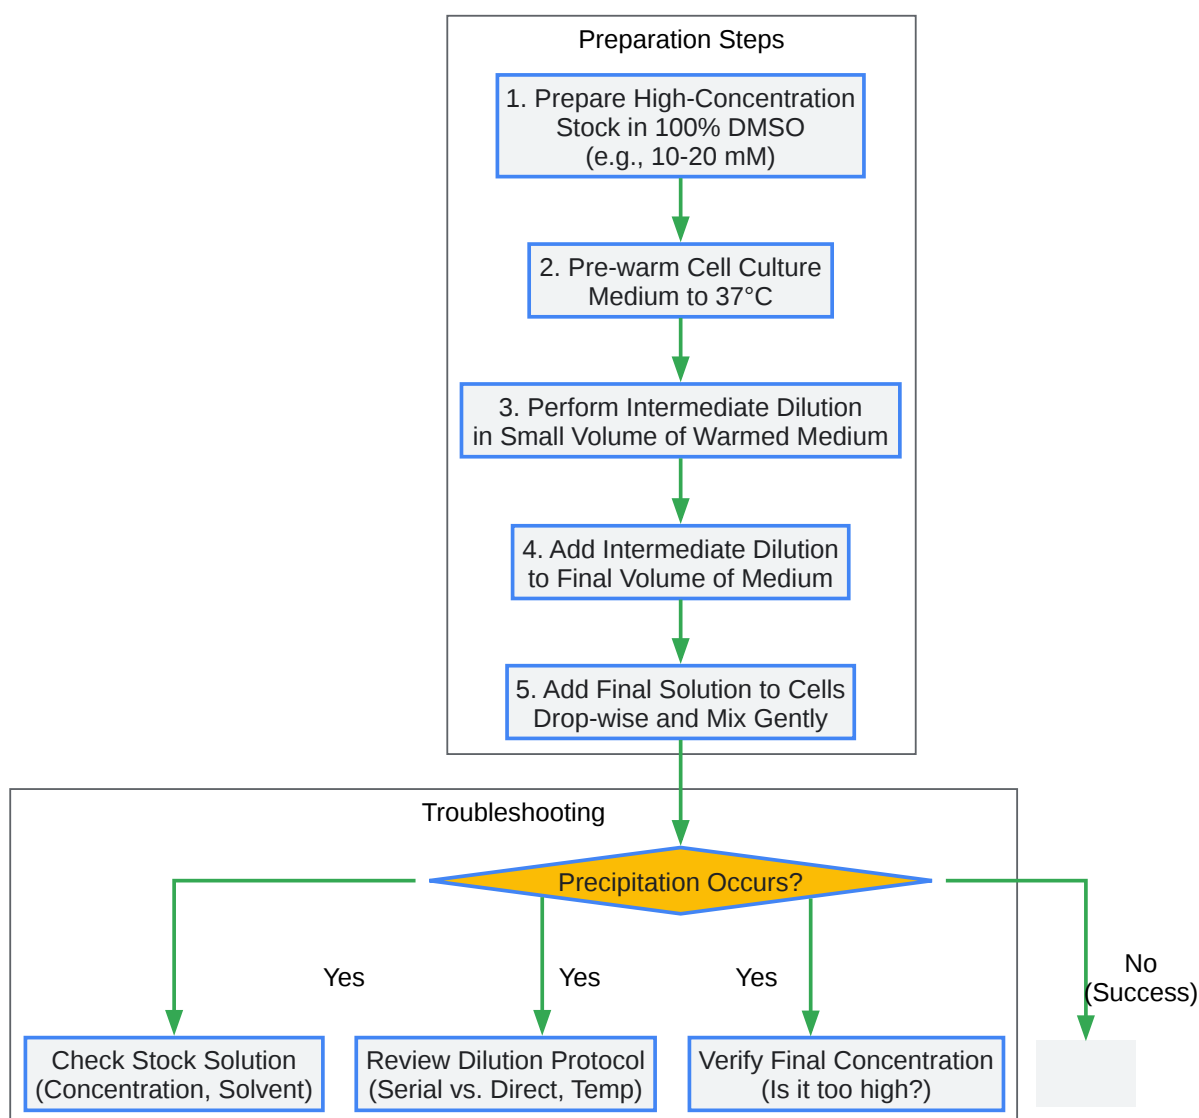 Preparation Steps
1. Prepare High-Concentration
Stock in 100% DMSO
(e.g., 10-20 mM)
2. Pre-warm Cell Culture
Medium to 37°C
3. Perform Intermediate Dilution
in Small Volume of Warmed Medium
4. Add Intermediate Dilution
to Final Volume of Medium
5. Add Final Solution to Cells
Drop-wise and Mix Gently
Troubleshooting
Precipitation Occurs?
Yes
Yes
Yes
No
(Success)
Check Stock Solution
(Concentration, Solvent)
Review Dilution Protocol
(Serial vs. Direct, Temp)
Verify Final Concentration
(Is it too high?)